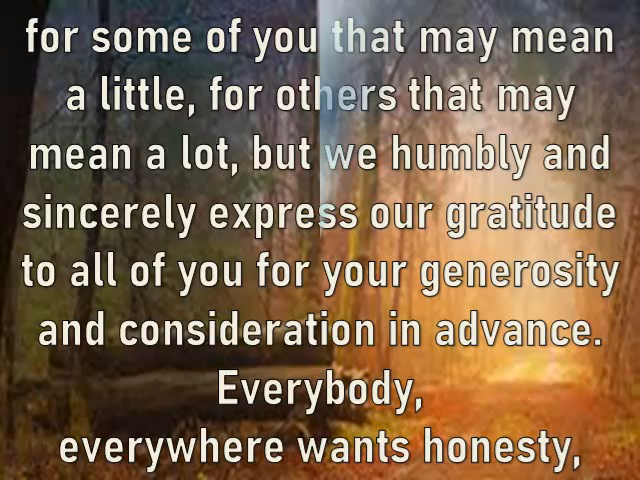 for some of you that may mean
a little, for others that may
mean a lot, but we humbly and
sincerely express our gratitude
to all of you for your generosity
and consideration in advance.
Everybody,
everywhere wants honesty,